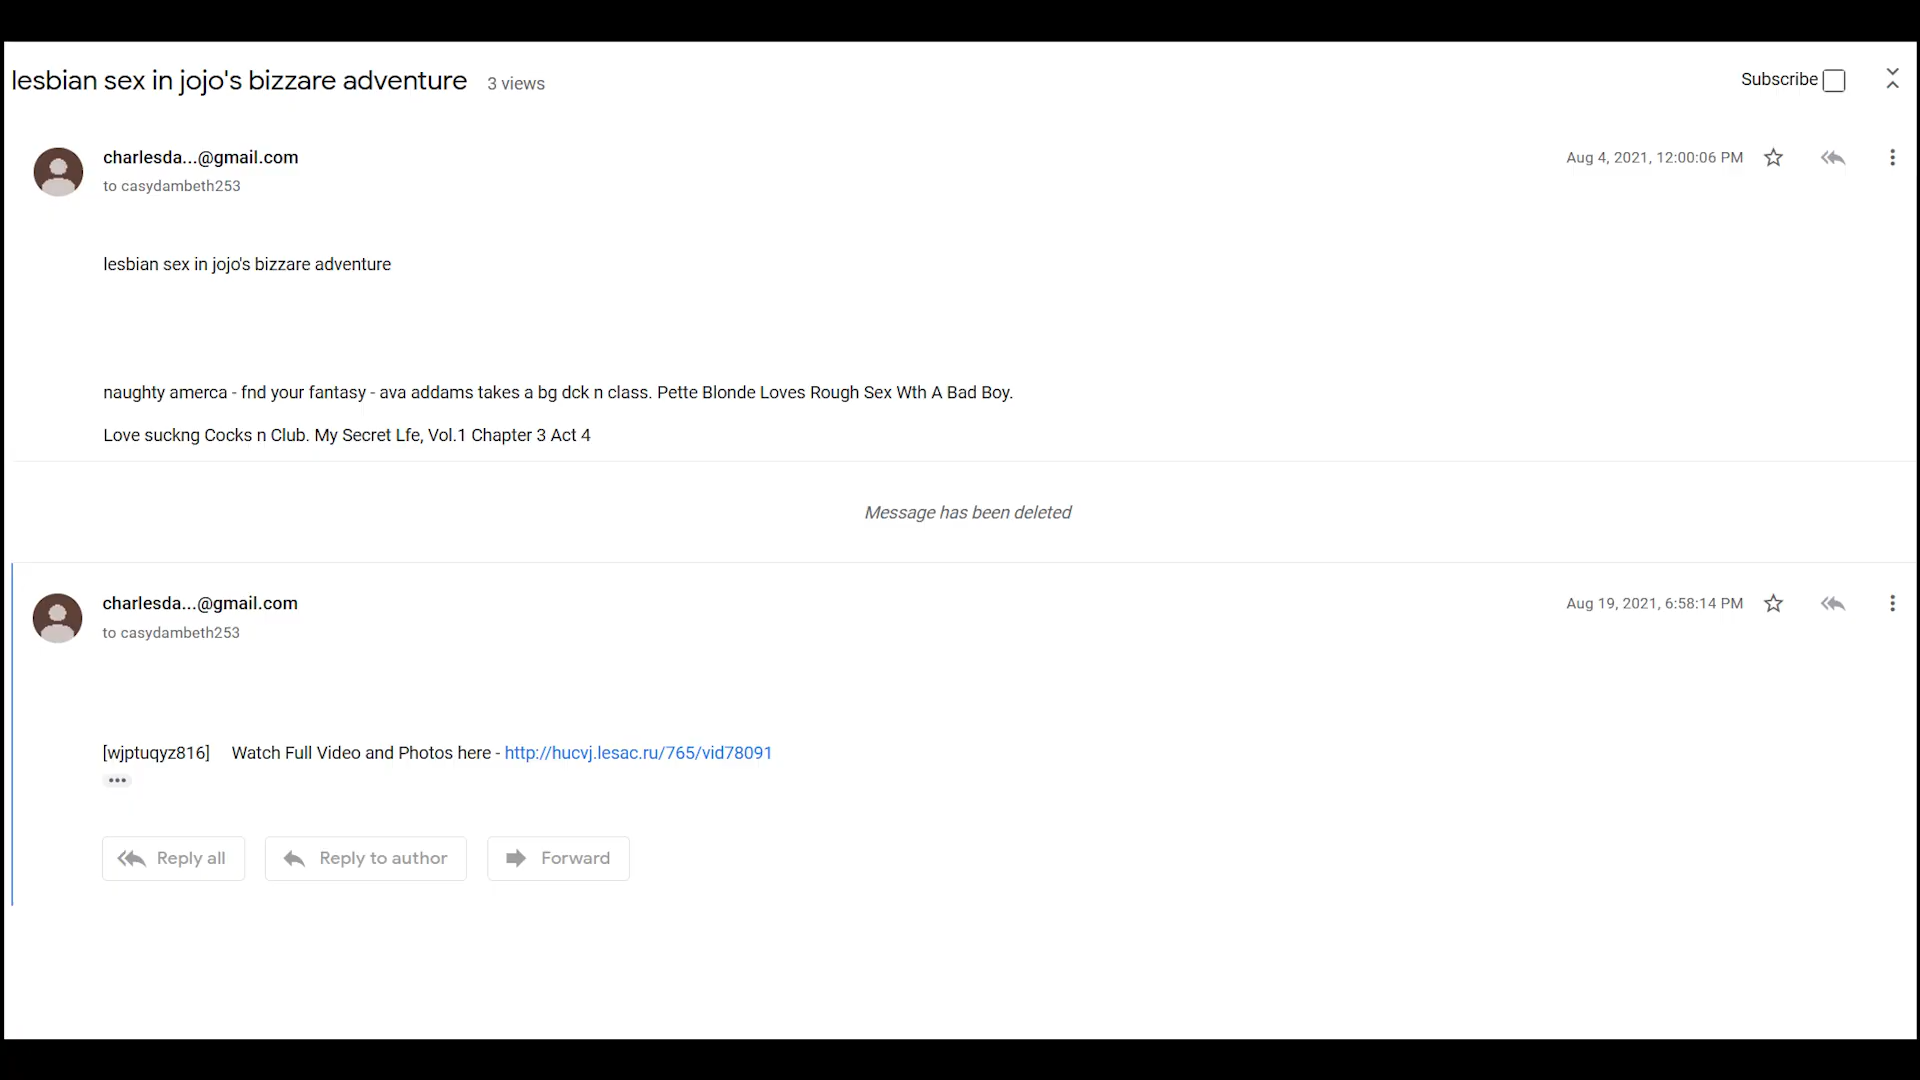 lesbian sex in jojo's bizzare adventure 3 views Subscribe
charlesda...@gmail.com Aug 4, 2021, 12:00:06 PM
to casydambeth253
lesbian sex in jojo's bizzare adventure
naughty amerca - fnd your fantasy - ava addams takes a bg dck n class. Pette Blonde Loves Rough Sex Wth A Bad Boy.
Love suckng Cocks n Club. My Secret Lfe, Vol.1 Chapter 3 Act 4
Message has been deleted
charlesda...@gmail.com Aug 19, 2021, 6:58:14 PM
to casydambeth253
[wjptuqyz816] Watch Full Video and Photos here - http://hucvj.lesac.ru/765/vid78091
Reply all Reply to author Forward